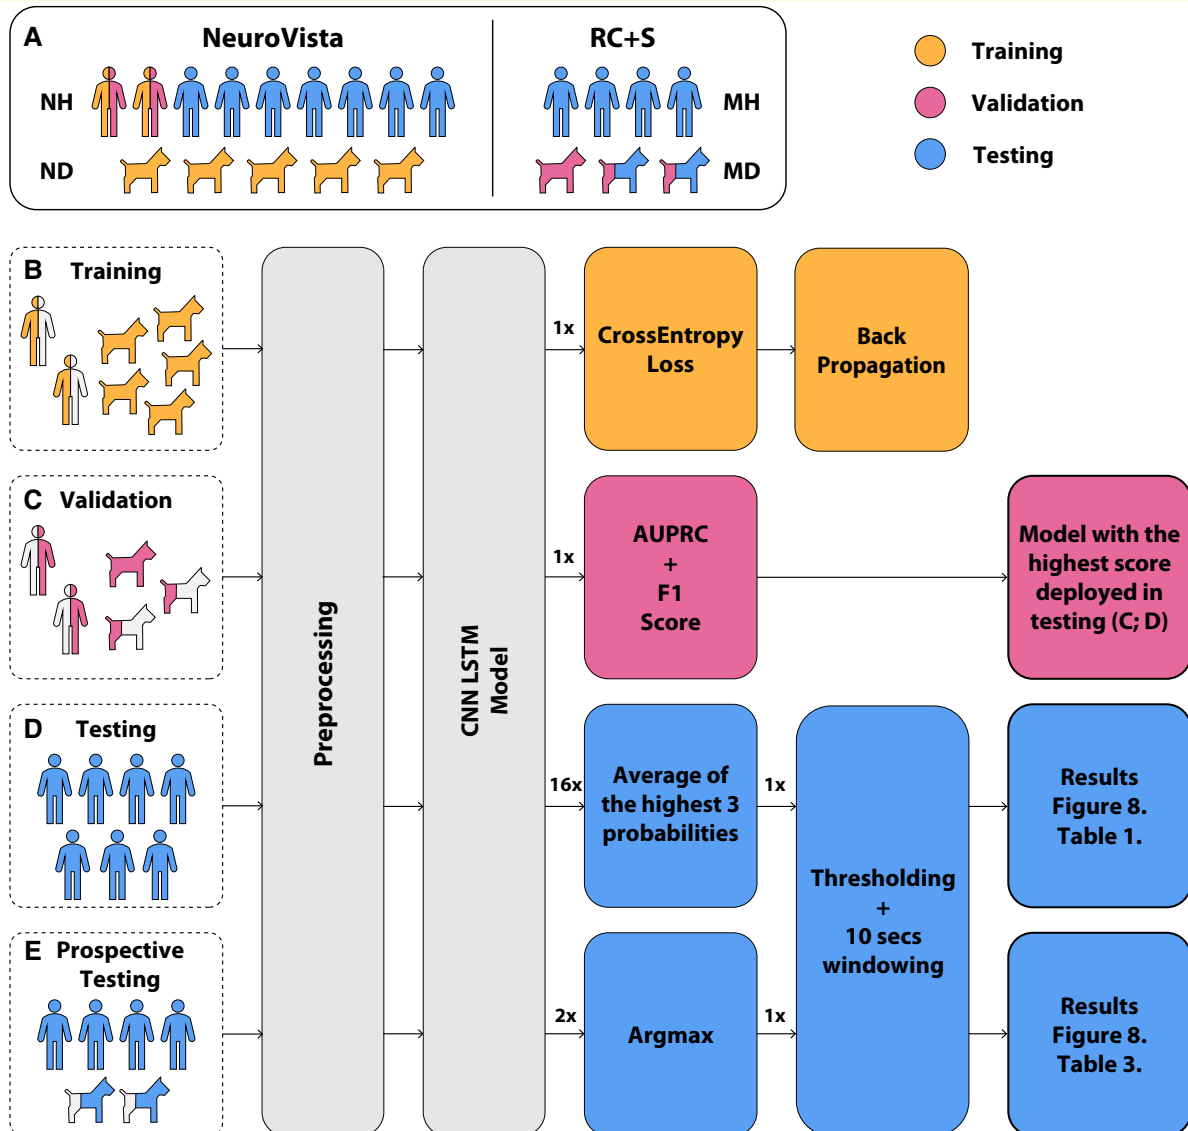 A
NeuroVista
RC+S
NH
MH
ND
MD
Training
Validation
Testing
B
Training
1x
CrossEntropy
Loss
Back
Propagation
C
Validation
1x
AUPRC
+
F1
Score
Model with the
highest score
deployed in
testing (C; D)
Preprocessing
CNN LSTM
Model
D
Testing
16x
Average of
the highest 3
probabilities
1x
Thresholding
+
10 secs
windowing
Results
Figure 8.
Table 1.
E
Prospective
Testing
2x
Argmax
1x
Results
Figure 8.
Table 3.